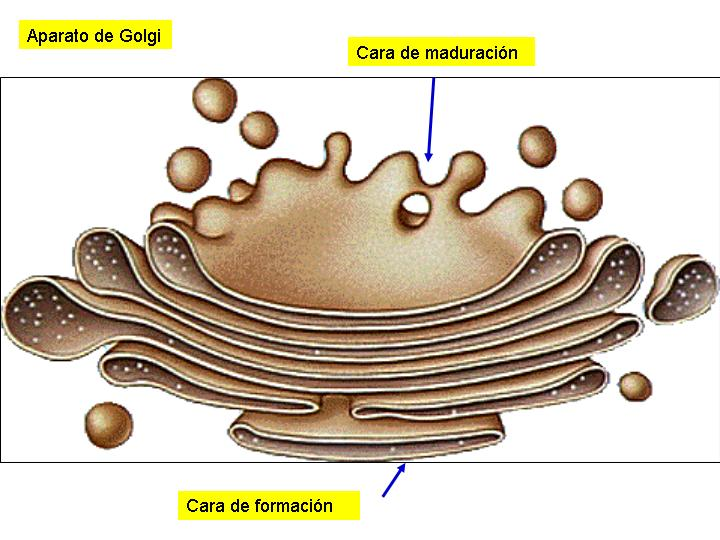 Aparato de Golgi
Cara de maduración
Cara de formación